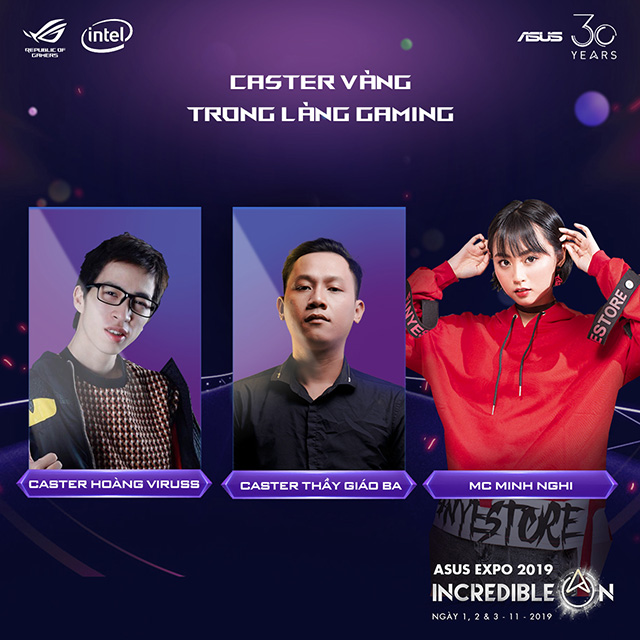 REPUBLIC OF
GAMERS
intel
ASUS
30
YEARS
CASTER VÀNG
TRONG LÀNG GAMING
ESTORE
CASTER HOÀNG VIRUSS
CASTER THẦY GIÁO BA
MC MINH NGHI
NYESTORE
ASUS EXPO 2019
INCREDIBLE ON
NGÀY 1, 2 & 3 - 11 - 2019